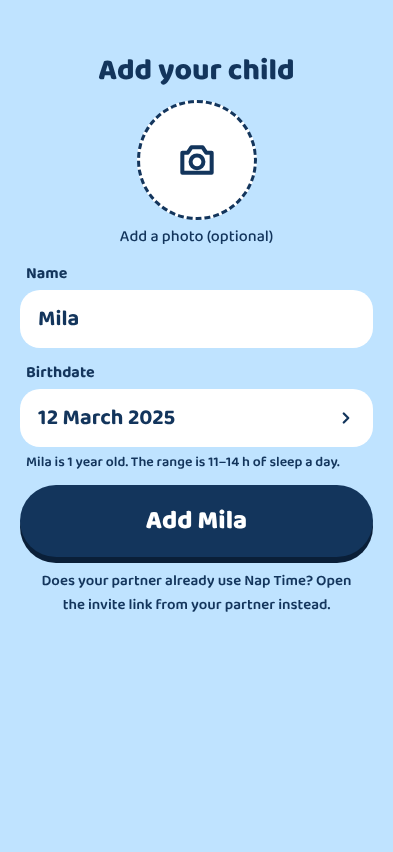 Add your child
Add a photo (optional)
Name
Mila
Birthdate
12 March 2025
Mila is 1 year old. The range is 11–14 h of sleep a day.
Add Mila
Does your partner already use Nap Time? Open
the invite link from your partner instead.